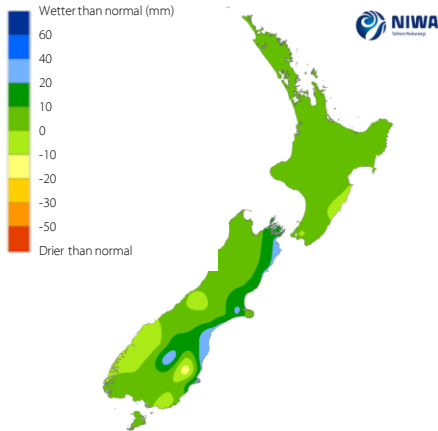 Wetter than normal (mm)
60
40
20
10
0
-10
-20
-30
-50
Drier than normal
NIWA
Taihoro Nukurangi